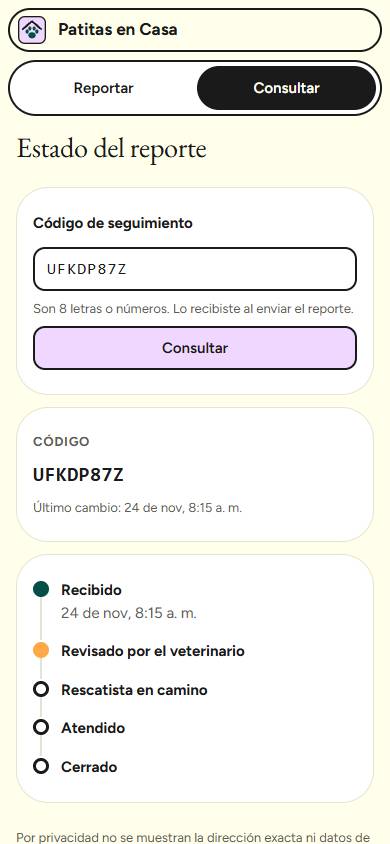 Patitas en Casa
Reportar
Consultar
Estado del reporte
Código de seguimiento
UFKDP87Z
Son 8 letras o números. Lo recibiste al enviar el reporte.
Consultar
CÓDIGO
UFKDP87Z
Último cambio: 24 de nov, 8:15 a. m.
Recibido
24 de nov, 8:15 a. m.
Revisado por el veterinario
Rescatista en camino
Atendido
Cerrado
Por privacidad no se muestran la dirección exacta ni datos de